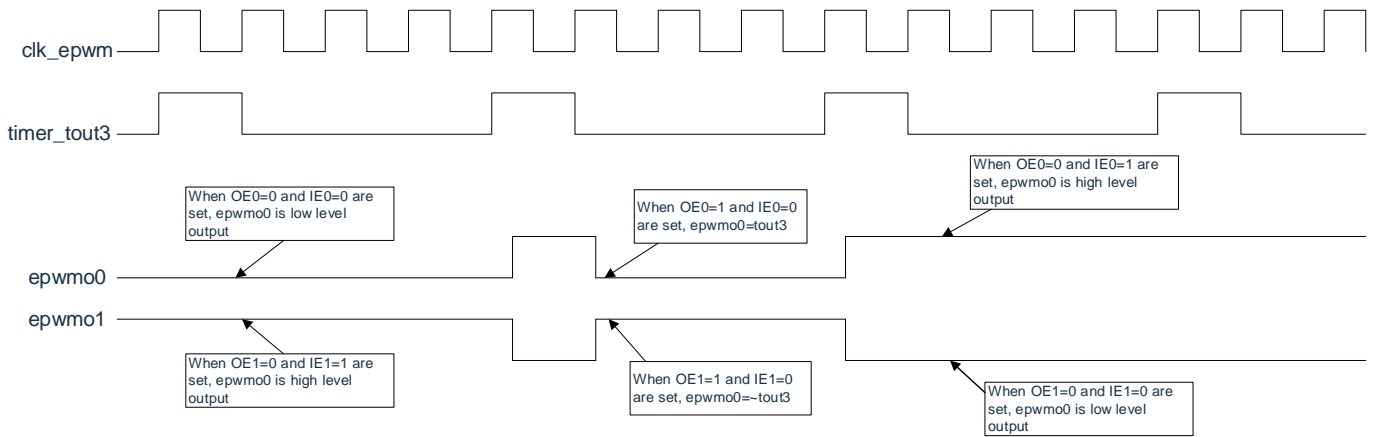 clk_epwm
timer_tout3
When OE0=0 and IE0=1 are
set, epwmo0 is high level
output
When OE0=0 and IE0=0 are
set, epwmo0 is low level
output
When OE0=1 and IE0=0
are set, epwmo0=tout3
epwmo0
epwmo1
When OE1=0 and IE1=1 are
set, epwmo0 is high level
output
When OE1=1 and IE1=0
are set, epwmo0=~tout3
When OE1=0 and IE1=0 are
set, epwmo0 is low level
output